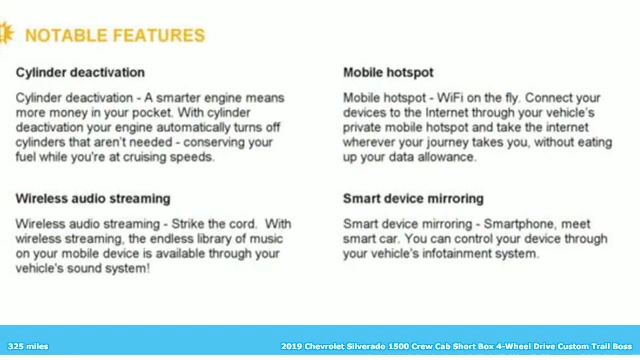 NOTABLE FEATURES
Cylinder deactivation
Cylinder deactivation - A smarter engine means
more money in your pocket. With cylinder
deactivation your engine automatically turns off
cylinders that aren't needed - conserving your
fuel while you're at cruising speeds.
Wireless audio streaming
Wireless audio streaming - Strike the cord. With
wireless streaming, the endless library of music
on your mobile device is available through your
vehicle's sound system!
Mobile hotspot
Mobile hotspot - WiFi on the fly. Connect your
devices to the Internet through your vehicle's
private mobile hotspot and take the internet
wherever your journey takes you, without eating
up your data allowance.
Smart device mirroring
Smart device mirroring - Smartphone, meet
smart car. You can control your device through
your vehicle's infotainment system.
325 miles
2019 Chevrolet Silverado 1500 Crew Cab Short Box 4-Wheel Drive Custom Trail Boss